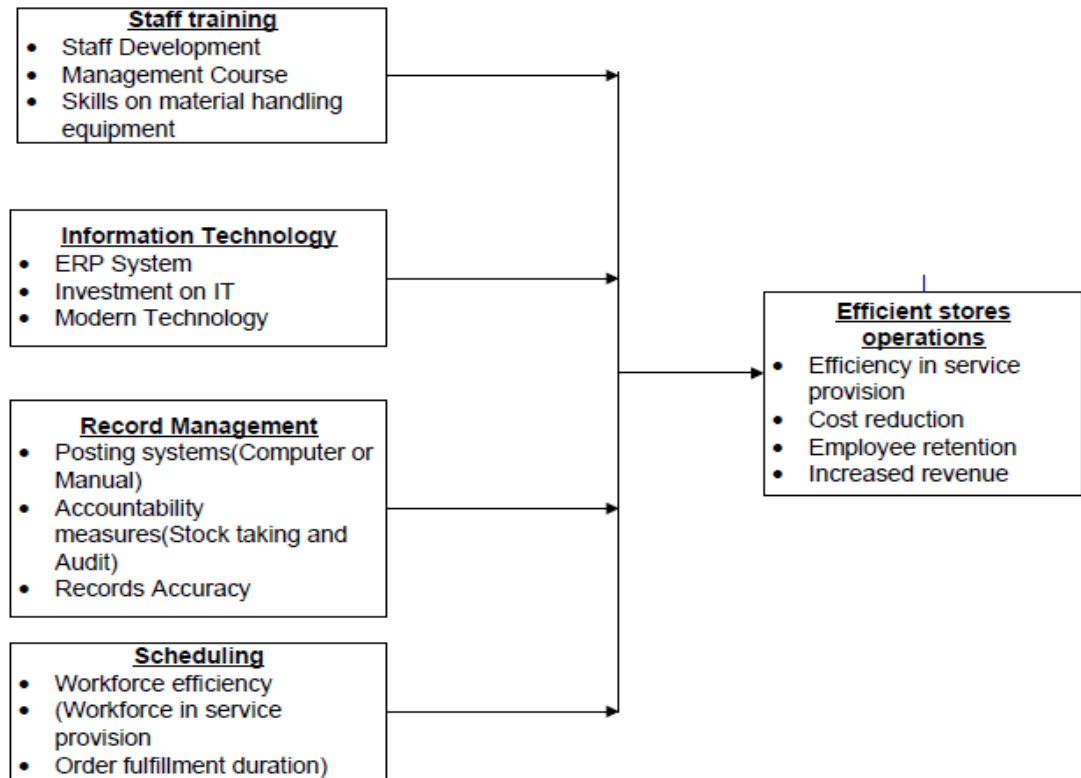 Staff training
• Staff Development
• Management Course
• Skills on material handling
equipment
Information Technology
• ERP System
• Investment on IT
• Modern Technology
Record Management
• Posting systems(Computer or
Manual)
• Accountability
measures(Stock taking and
Audit)
• Records Accuracy
Scheduling
• Workforce efficiency
• (Workforce in service
provision
• Order fulfillment duration)
Efficient stores
operations
• Efficiency in service
provision
• Cost reduction
• Employee retention
• Increased revenue